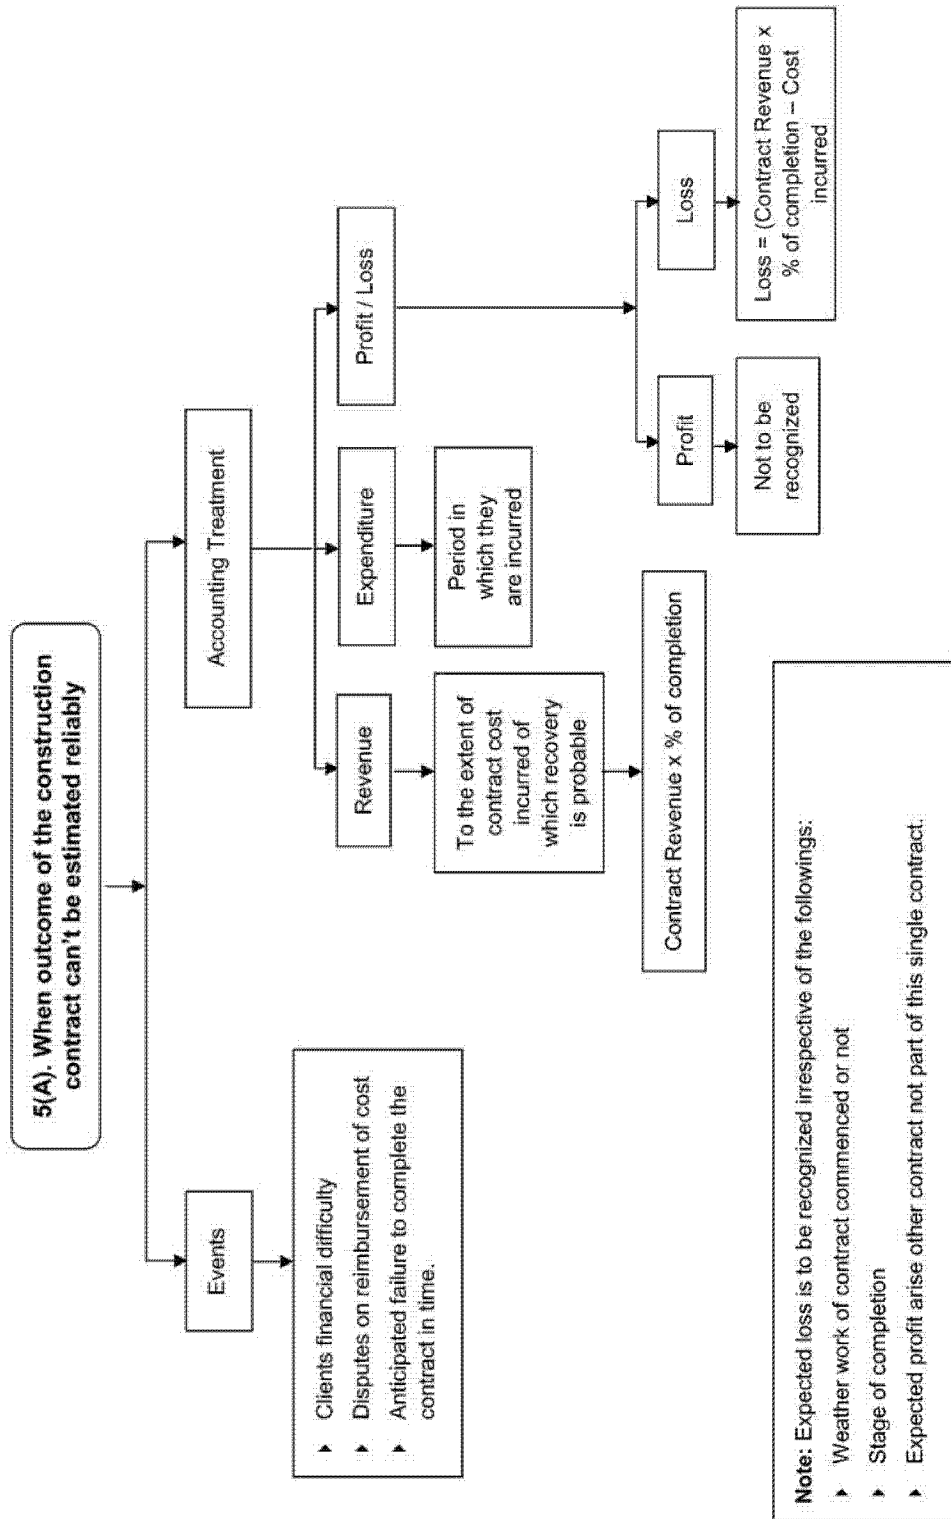 5(A). When outcome of the construction
contract can't be estimated reliably
Events
Accounting Treatment
Clients financial difficulty
Disputes on reimbursement of cost
Anticipated failure to complete the
contract in time.
Revenue
Expenditure
Profit / Loss
To the extent of
contract cost
incurred of
which recovery
is probable
Period in
which they
are incurred
Contract Revenue x % of completion
Profit
Loss
Not to be
recognized
Loss = (Contract Revenue x
% of completion – Cost
incurred
Note: Expected loss is to be recognized irrespective of the followings:
Weather work of contract commenced or not
Stage of completion
Expected profit arise other contract not part of this single contract.